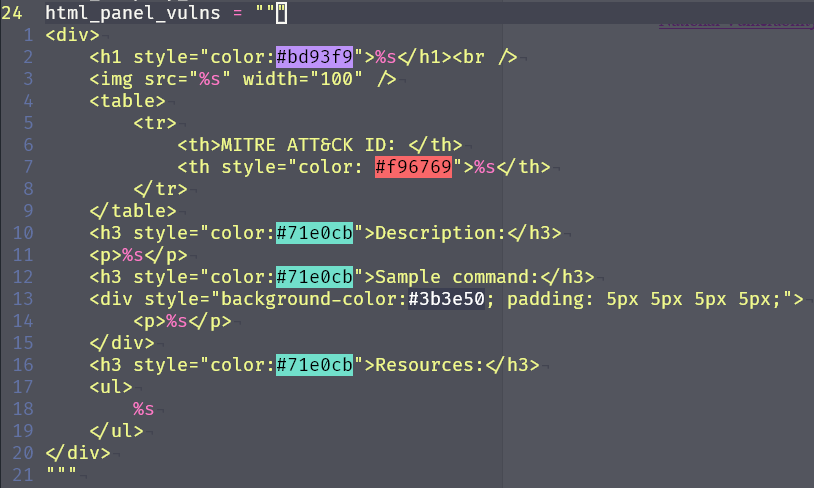 24 html_panel_vulns = """
1 <div>
2     <h1 style="color:#bd93f9">%s</h1><br />
3     <img src="%s" width="100" />
4     <table>
5         <tr>
6             <th>MITRE ATT&CK ID: </th>
7             <th style="color: #f96769">%s</th>
8         </tr>
9     </table>
10     <h3 style="color:#71e0cb">Description:</h3>
11     <p>%s</p>
12     <h3 style="color:#71e0cb">Sample command:</h3>
13     <div style="background-color:#3b3e50; padding: 5px 5px 5px 5px;">
14         <p>%s</p>
15     </div>
16     <h3 style="color:#71e0cb">Resources:</h3>
17     <ul>
18         %s
19     </ul>
20 </div>
21 """